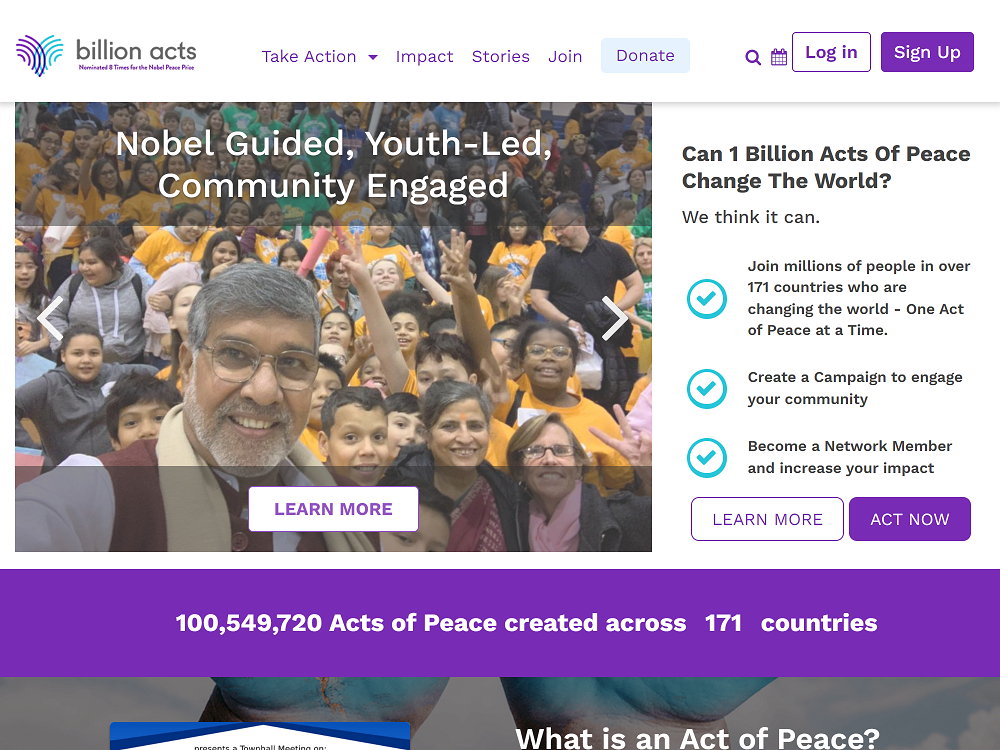 billion acts
Nominated 8 Times for the Nobel Peace Prize
Take Action
Impact
Stories
Join
Donate
Log in
Sign Up
Nobel Guided, Youth-Led,
Community Engaged
LEARN MORE
Can 1 Billion Acts Of Peace
Change The World?
We think it can.
Join millions of people in over
171 countries who are
changing the world - One Act
of Peace at a Time.
Create a Campaign to engage
your community
Become a Network Member
and increase your impact
LEARN MORE
ACT NOW
100,549,720 Acts of Peace created across 171 countries
presents a Townhall Meeting on:
What is an Act of Peace?